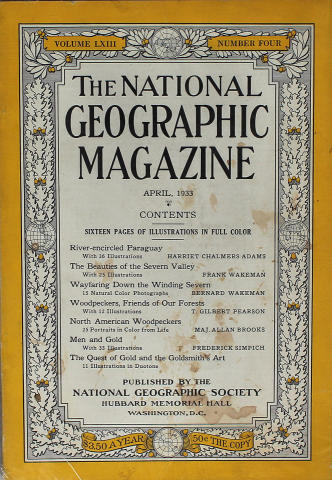 VOLUME LXIII
NUMBER FOUR
THE NATIONAL
GEOGRAPHIC
MAGAZINE
APRIL, 1933
CONTENTS
SIXTEEN PAGES OF ILLUSTRATIONS IN FULL COLOR
River-encircled Paraguay
With 36 Illustrations HARRIET CHALMERS ADAMS
The Beauties of the Severn Valley
With 25 Illustrations FRANK WAKEMAN
Wayfaring Down the Winding Severn
15 Natural Color Photographs BERNARD WAKEMAN
Woodpeckers, Friends of Our Forests
With 12 Illustrations T. GILBERT PEARSON
North American Woodpeckers
25 Portraits in Color from Life MAJ. ALLAN BROOKS
Men and Gold
With 33 Illustrations FREDERICK SIMPICH
The Quest of Gold and the Goldsmith's Art
11 Illustrations in Duotone
PUBLISHED BY THE
NATIONAL GEOGRAPHIC SOCIETY
HUBBARD MEMORIAL HALL
WASHINGTON, D.C.
$3.50 A YEAR
50¢ THE COPY